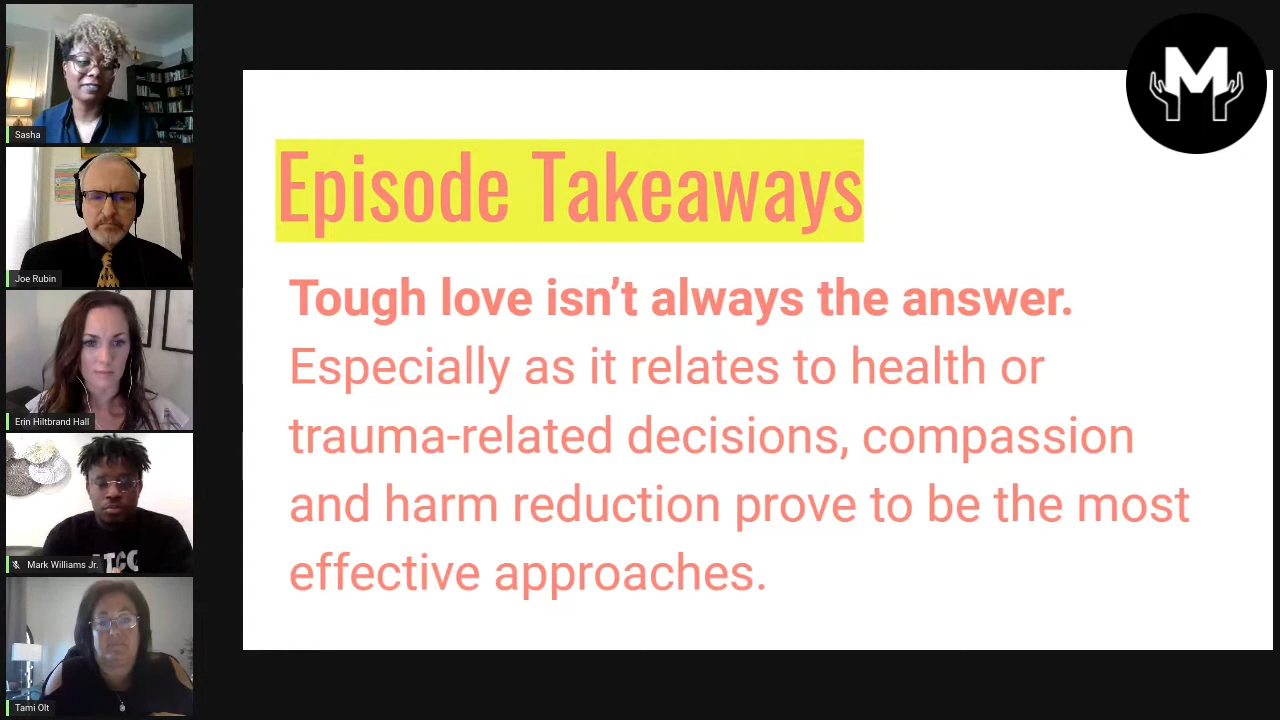 Sasha
Joe Rubin
Erin Hiltbrand Hall
Mark Williams Jr.
Tami Olt
M
Episode Takeaways
Tough love isn’t always the answer.
Especially as it relates to health or
trauma-related decisions, compassion
and harm reduction prove to be the most
effective approaches.